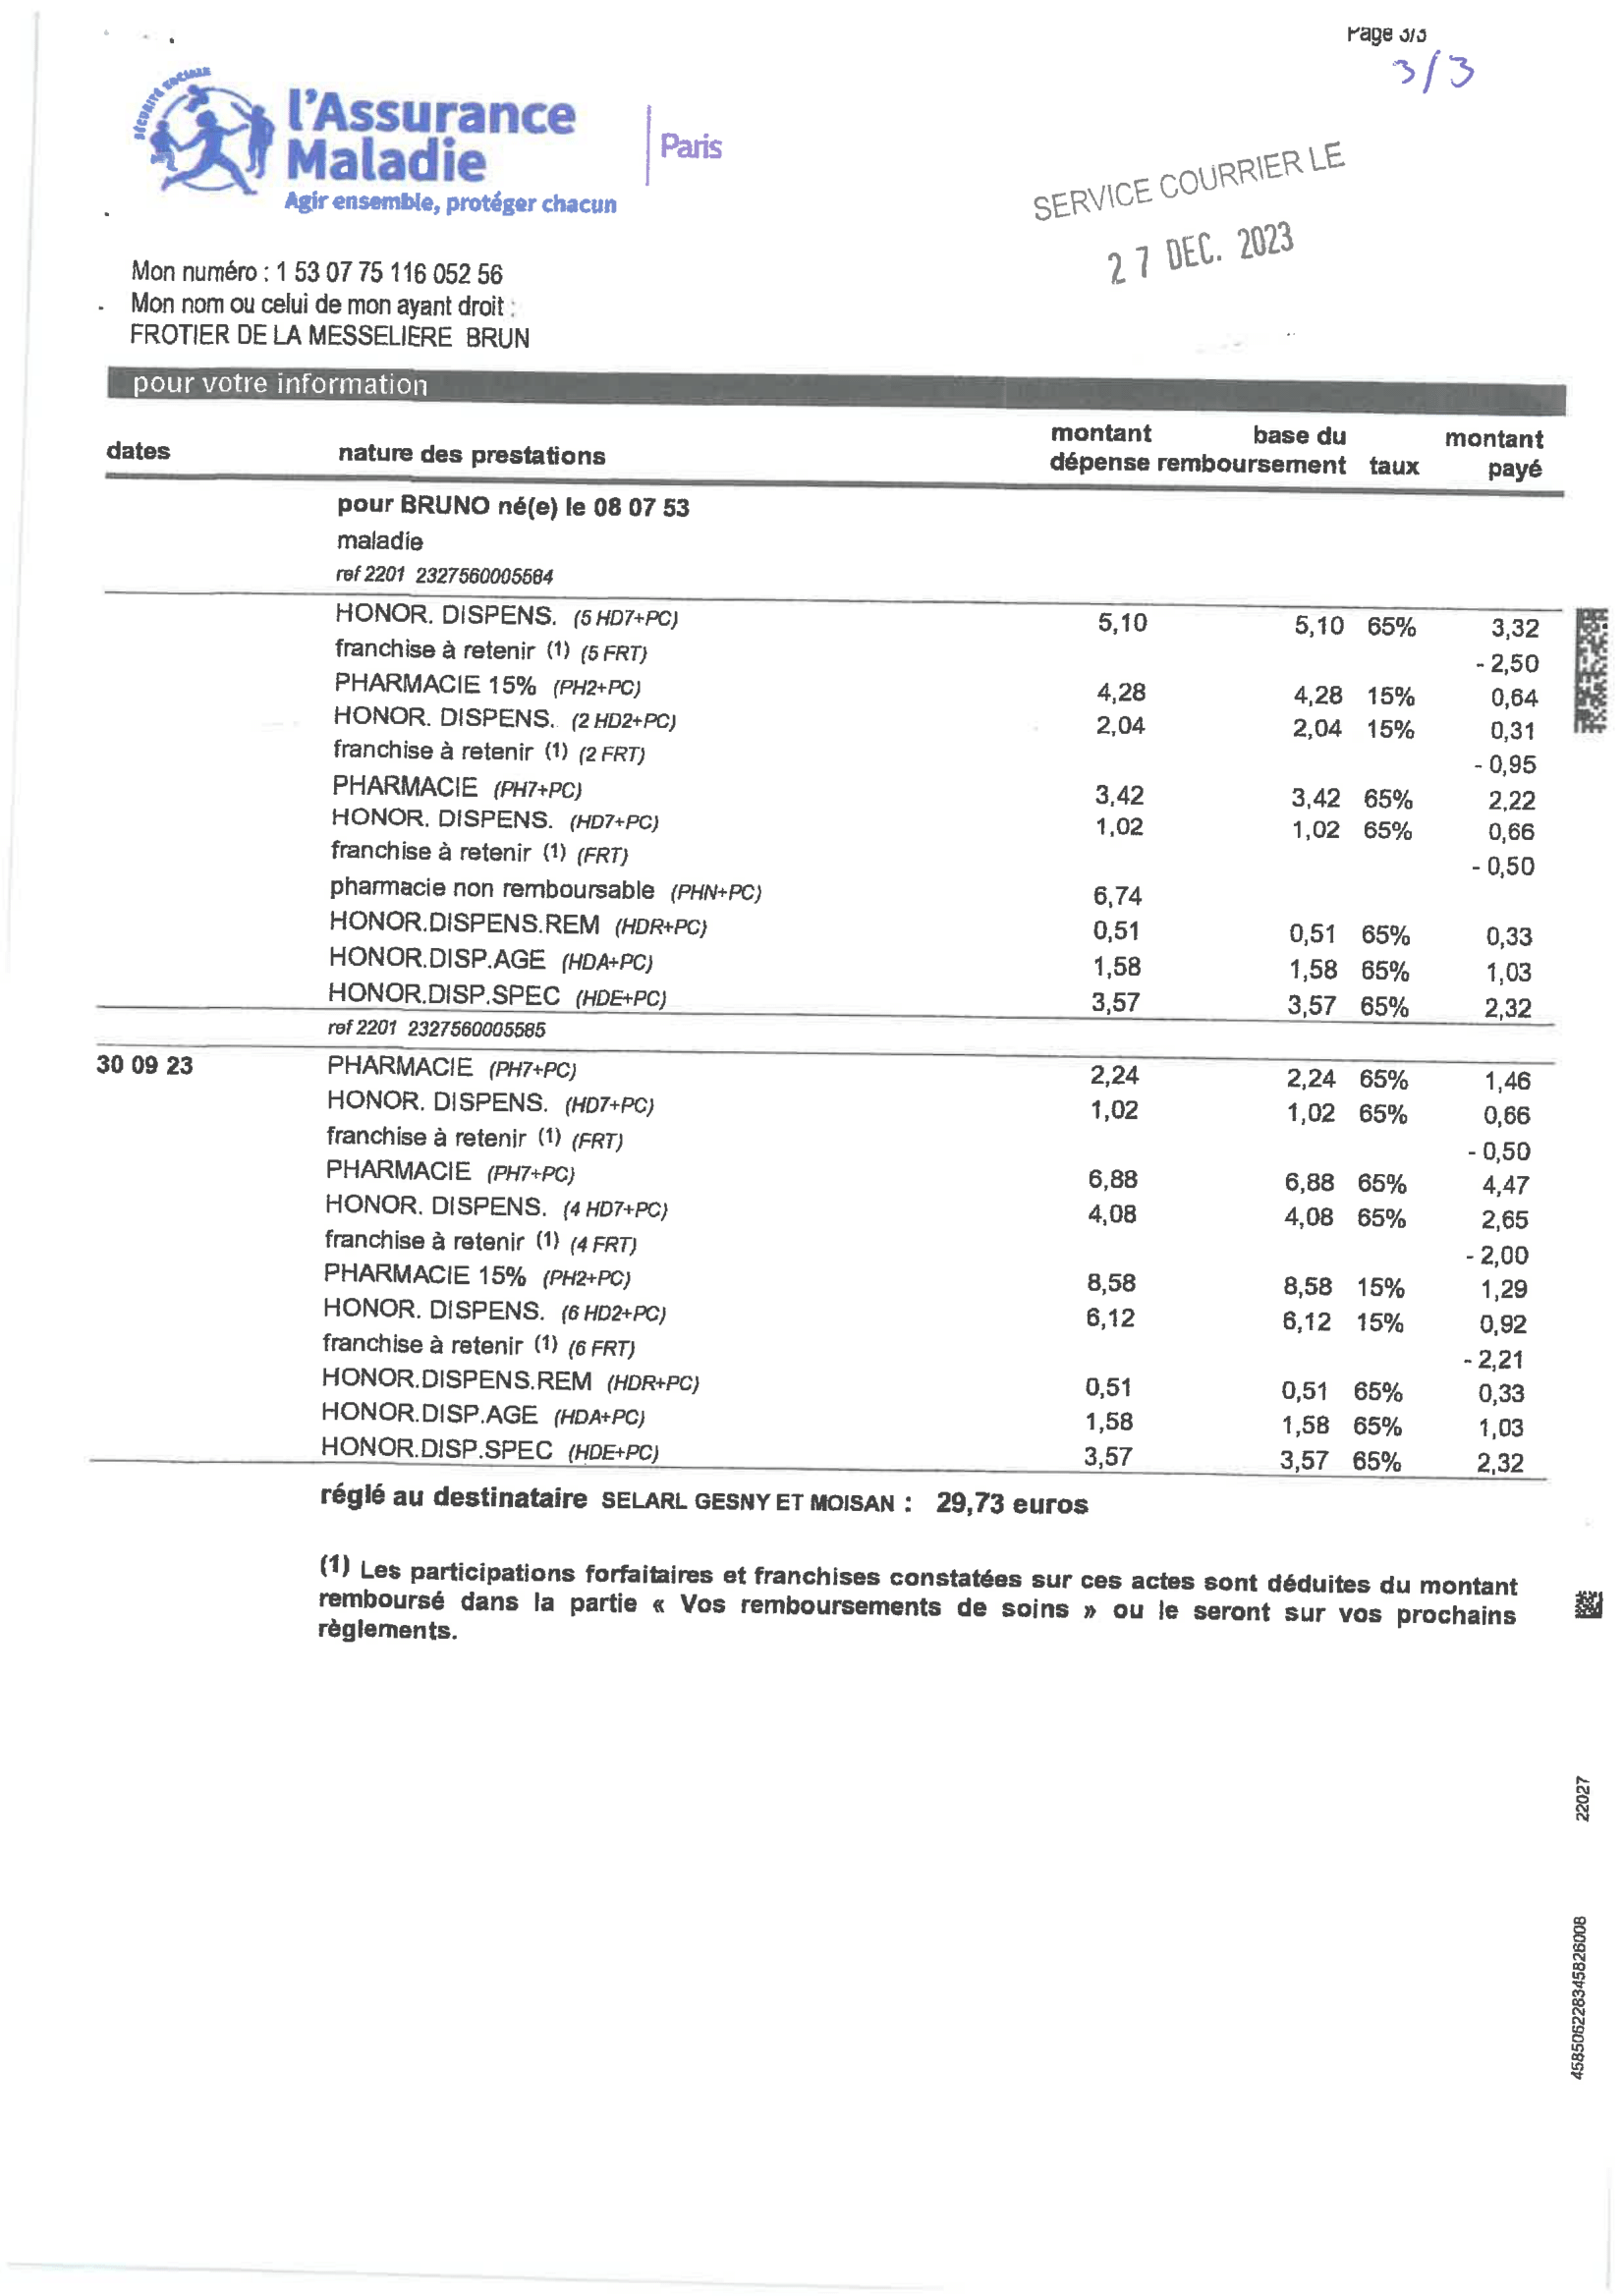 Page 3/3
3/3
SÉCURITÉ SOCIALE
l'Assurance
Maladie
Agir ensemble, protéger chacun
Paris
SERVICE COURRIER LE
27 DEC. 2023
Mon numéro : 1 53 07 75 116 052 56
Mon nom ou celui de mon ayant droit :
FROTIER DE LA MESSELIERE BRUN
pour votre information
dates nature des prestations montant dépense base du remboursement taux montant payé
pour BRUNO né(e) le 08 07 53
maladie
ref 2201 2327560005584
HONOR. DISPENS. (5 HD7+PC) 5,10 5,10 65% 3,32
franchise à retenir (1) (5 FRT) - 2,50
PHARMACIE 15% (PH2+PC) 4,28 4,28 15% 0,64
HONOR. DISPENS. (2 HD2+PC) 2,04 2,04 15% 0,31
franchise à retenir (1) (2 FRT) - 0,95
PHARMACIE (PH7+PC) 3,42 3,42 65% 2,22
HONOR. DISPENS. (HD7+PC) 1,02 1,02 65% 0,66
franchise à retenir (1) (FRT) - 0,50
pharmacie non remboursable (PHN+PC) 6,74
HONOR.DISPENS.REM (HDR+PC) 0,51 0,51 65% 0,33
HONOR.DISP.AGE (HDA+PC) 1,58 1,58 65% 1,03
HONOR.DISP.SPEC (HDE+PC) 3,57 3,57 65% 2,32
ref 2201 2327560005585
30 09 23 PHARMACIE (PH7+PC) 2,24 2,24 65% 1,46
HONOR. DISPENS. (HD7+PC) 1,02 1,02 65% 0,66
franchise à retenir (1) (FRT) - 0,50
PHARMACIE (PH7+PC) 6,88 6,88 65% 4,47
HONOR. DISPENS. (4 HD7+PC) 4,08 4,08 65% 2,65
franchise à retenir (1) (4 FRT) - 2,00
PHARMACIE 15% (PH2+PC) 8,58 8,58 15% 1,29
HONOR. DISPENS. (6 HD2+PC) 6,12 6,12 15% 0,92
franchise à retenir (1) (6 FRT) - 2,21
HONOR.DISPENS.REM (HDR+PC) 0,51 0,51 65% 0,33
HONOR.DISP.AGE (HDA+PC) 1,58 1,58 65% 1,03
HONOR.DISP.SPEC (HDE+PC) 3,57 3,57 65% 2,32
réglé au destinataire SELARL GESNY ET MOISAN : 29,73 euros
(1) Les participations forfaitaires et franchises constatées sur ces actes sont déduites du montant
remboursé dans la partie « Vos remboursements de soins » ou le seront sur vos prochains
règlements.
22027
458506228345826008